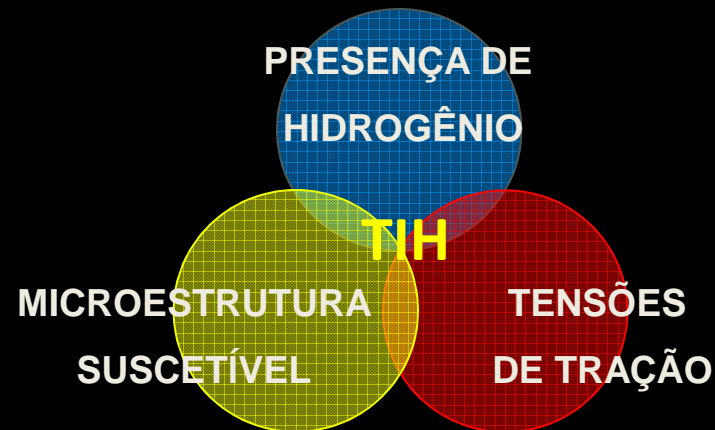 PRESENÇA DE
HIDROGÊNIO
TIH
MICROESTRUTURA
SUSCETÍVEL
TENSÕES
DE TRAÇÃO